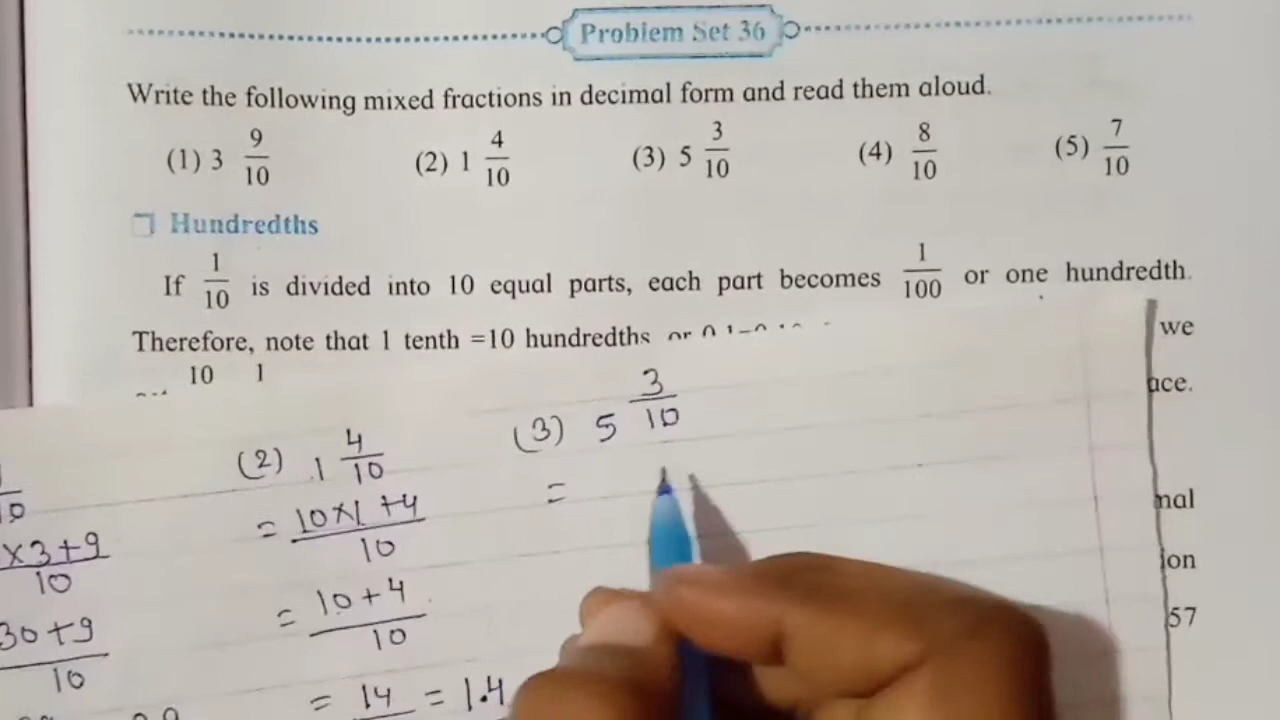 Problem Set 36
Write the following mixed fractions in decimal form and read them aloud.
(1) 3 9/10 (2) 1 4/10 (3) 5 3/10 (4) 8/10 (5) 7/10
Hundredths
If 1/10 is divided into 10 equal parts, each part becomes 1/100 or one hundredth.
Therefore, note that 1 tenth =10 hundredths or we
10 1
(2) 1 4/10
= 10×1+4/10
= 10+4/10
= 14 = 1.4
(3) 5 3/10
=
×3+9/10
30+9/10
nal
57